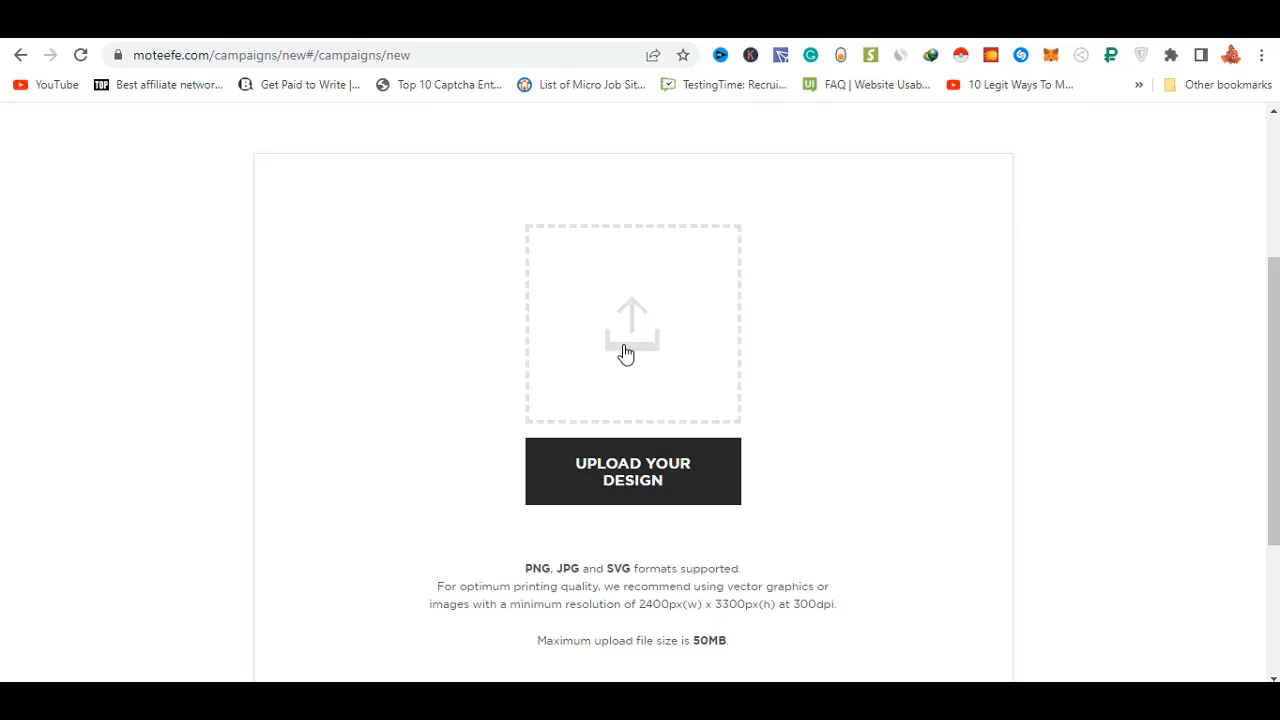 moteefe.com/campaigns/new#/campaigns/new
YouTube
TOP Best affiliate networ...
Get Paid to Write |...
Top 10 Captcha Ent...
List of Micro Job Sit...
TestingTime: Recrui...
UI FAQ | Website Usab...
10 Legit Ways To M...
»
Other bookmarks
UPLOAD YOUR
DESIGN
PNG, JPG and SVG formats supported.
For optimum printing quality, we recommend using vector graphics or
images with a minimum resolution of 2400px(w) x 3300px(h) at 300dpi.
Maximum upload file size is 50MB.